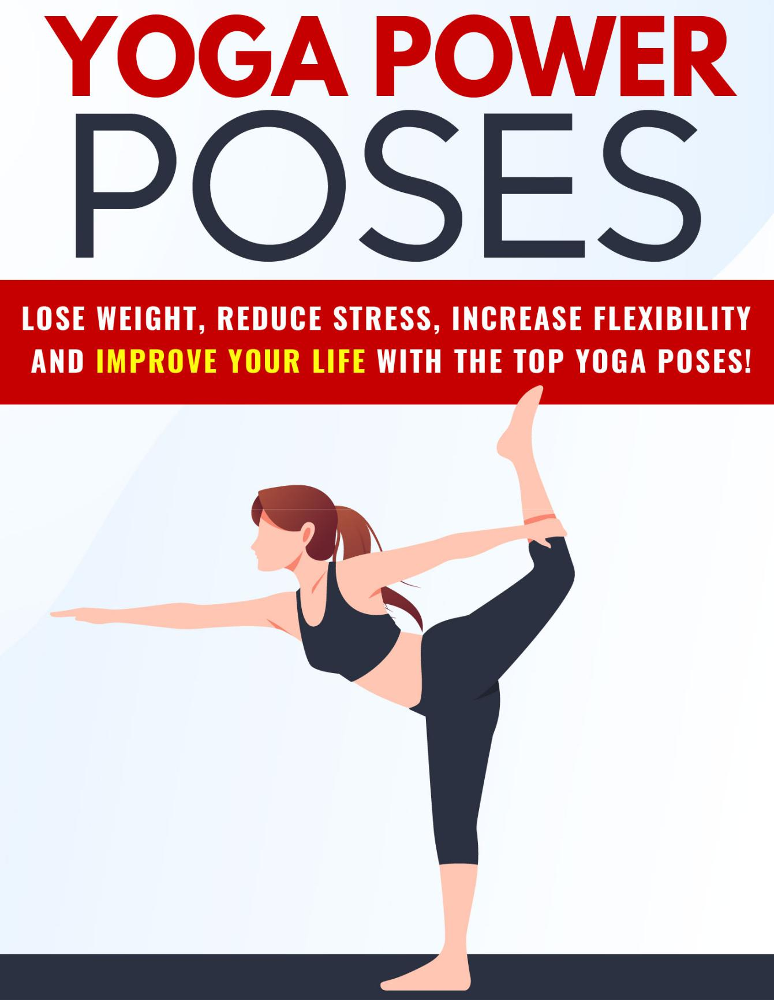 YOGA POWER
POSES
LOSE WEIGHT, REDUCE STRESS, INCREASE FLEXIBILITY
AND IMPROVE YOUR LIFE WITH THE TOP YOGA POSES!